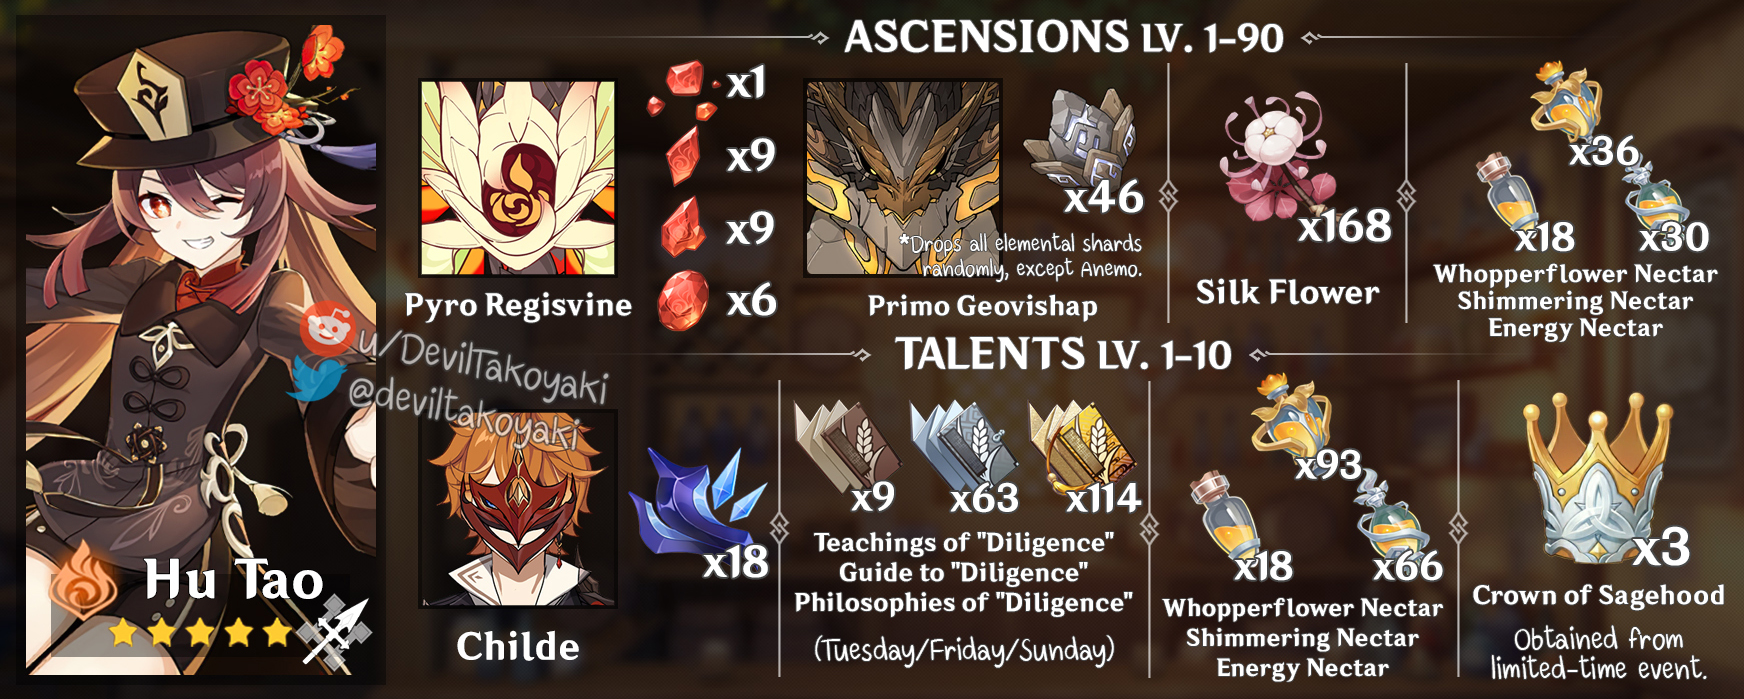 ASCENSIONS LV. 1-90
x1
x9
x9
x6
Pyro Regisvine
x46
*Drops all elemental shards
randomly, except Anemo.
Primo Geovishap
x168
Silk Flower
x36
x18
x30
Whopperflower Nectar
Shimmering Nectar
Energy Nectar
u/DevilTakoyaki
@deviltakoyaki
Hu Tao
TALENTS LV. 1-10
Childe
x18
x9
x63
x114
Teachings of "Diligence"
Guide to "Diligence"
Philosophies of "Diligence"
(Tuesday/Friday/Sunday)
x93
x18
x66
Whopperflower Nectar
Shimmering Nectar
Energy Nectar
x3
Crown of Sagehood
Obtained from
limited-time event.